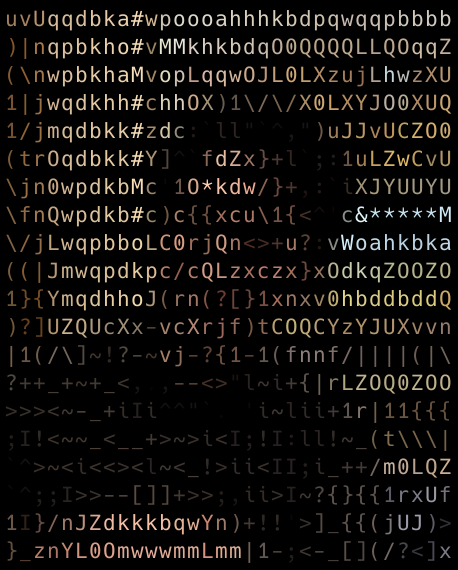 uvUqqdbka#wpoooahhhkbdpqwqqpbbbb
)|nqpbkho#vMMkhkbdqO0QQQQLLQOqqZ
(\nwpbkhaMvopLqqwOJL0LXzujLhwzXU
1|jwqdkhh#chhOX)1\/\/X0LXYJO0XUQ
1/jmqdbkk#zdc  ll"   ," )uJJvUCZO0
(trOqdbkk#Y]^  fdZx}+l  ;:1uLZwCvU
\jn0wpdkbMc 1O*kdw/}+,: iXJYUUYU
\fnQwpdkb#c)c{{xcu\1{<^ c&*****M
\/jLwqpbboLC0rjQn<>+u?:vWoahkbka
((|Jmwqpdkpc/cQLzxczx}xOdkqZOOZO
1}{YmqdhhoJ(rn(?[}1xnxv0hbddbddQ
)?]UZQUcXx-vcXrjf)tCOQCYzYJUXvvn
|1(/\]~!?-~vj-?{1-1(fnnf/||||(|\
?++_+~+_<,  ,--<>"l~i+{|rLZOQ0ZOO
>>><~-_+iIi^^"    i~lii+1r|11{{{
;I!<~~_<__+>~>i<I;!I:ll!~_(t\\\|
^>~<i<<><l~<_!>ii<II;i_++/m0LQZ
^;;I>>--[]]+>>;,ii>I~?{}{{1rxUf
1I}/nJZdkkkbqwYn)+!! >]_{{(jUJ)>
}_znYL0OmwwwmmLmm|1-;<-_[](/?<]x